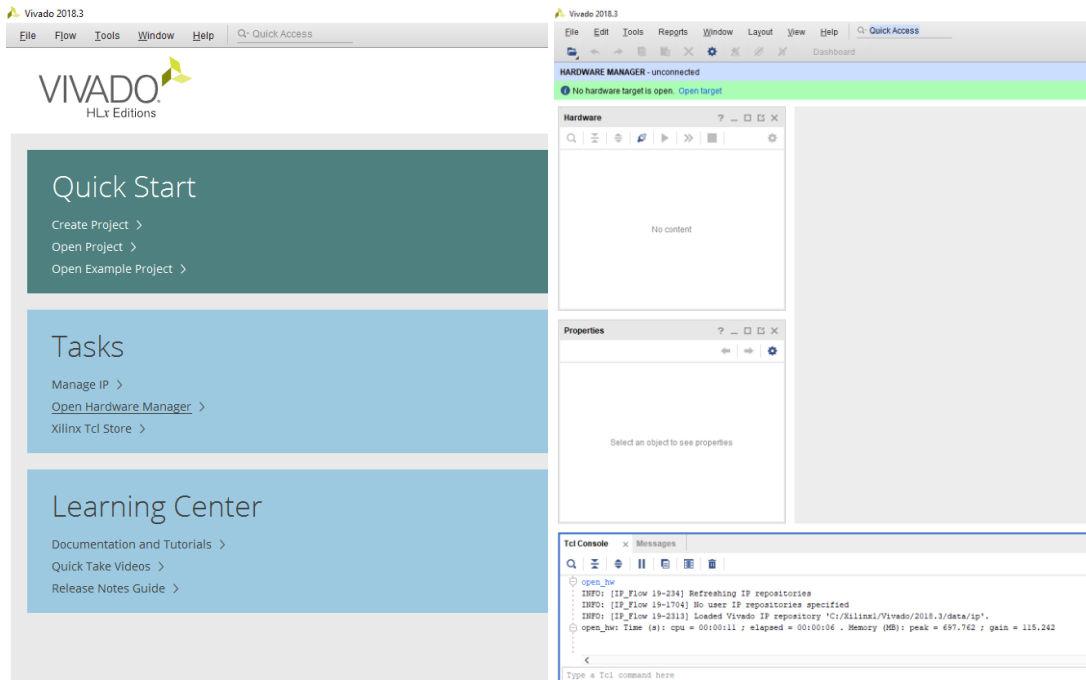 Vivado 2018.3
File Flow Tools Window Help Quick Access
VIVADO
HLx Editions
Quick Start
Create Project
Open Project
Open Example Project
Tasks
Manage IP
Open Hardware Manager
Xilinx Tcl Store
Learning Center
Documentation and Tutorials
Quick Take Videos
Release Notes Guide
Vivado 2018.3
File Edit Tools Reports Window Layout View Help Quick Access
Dashboard
HARDWARE MANAGER - unconnected
No hardware target is open. Open target
Hardware
No content
Properties
Select an object to see properties
Tcl Console Messages
open_hw
INFO: [IP_Flow 19-234] Refreshing IP repositories
INFO: [IP_Flow 19-1704] No user IP repositories specified
INFO: [IP_Flow 19-2313] Loaded Vivado IP repository 'C:/Xilinx1/Vivado/2018.3/data/ip'.
open_hw: Time (s): cpu = 00:00:11 ; elapsed = 00:00:06 . Memory (MB): peak = 697.762 ; gain = 115.242
Type a Tcl command here